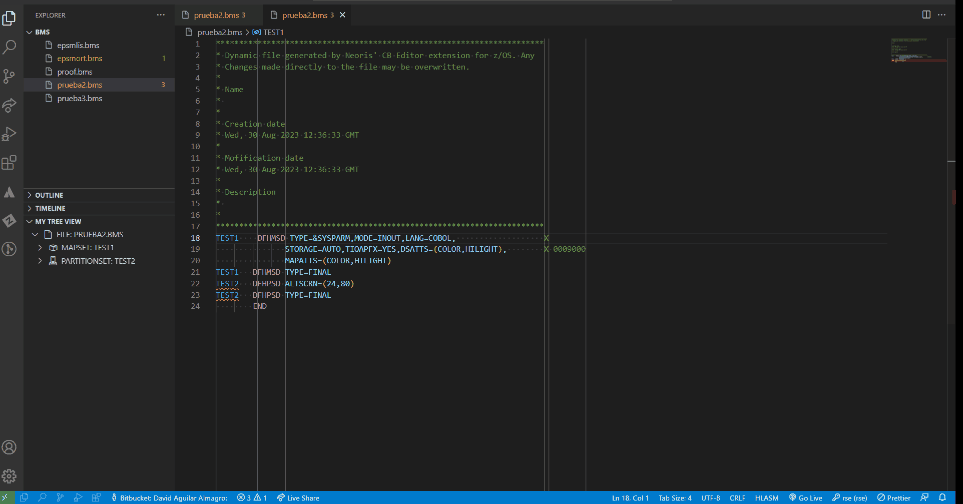 EXPLORER
prueba2.bms 3
prueba2.bms 3
BMS
epsmlis.bms
epsmort.bms 1
proof.bms
prueba2.bms 3
prueba3.bms
OUTLINE
TIMELINE
MY TREE VIEW
FILE: PRUEBA2.BMS
MAPSET: TEST1
PARTITIONSET: TEST2
prueba2.bms > TEST1
1 ***********************************************************************
2 * Dynamic file generated by Neoris' CB Editor extension for z/OS. Any
3 * Changes made directly to the file may be overwritten.
4 *
5 * Name
6 *
7 *
8 * Creation date
9 * Wed, 30 Aug 2023 12:36:33 GMT
10 *
11 * Motification date
12 * Wed, 30 Aug 2023 12:36:33 GMT
13 *
14 * Description
15 *
16 *
17 ***********************************************************************
18 TEST1 DFHMSD TYPE=&SYSPARM,MODE=INOUT,LANG=COBOL, X
19 STORAGE=AUTO,TIOAPFX=YES,DSATTS=(COLOR,HILIGHT), X 0009000
20 MAPATTS=(COLOR,HILIGHT)
21 TEST1 DFHMSD TYPE=FINAL
22 TEST2 DFHPSD ALTSCRN=(24,80)
23 TEST2 DFHPSD TYPE=FINAL
24 END
Bitbucket: David Aguilar Almagro: 3 1 Live Share Ln 18, Col 1 Tab Size: 4 UTF-8 CRLF HLASM Go Live rse (rse) Prettier